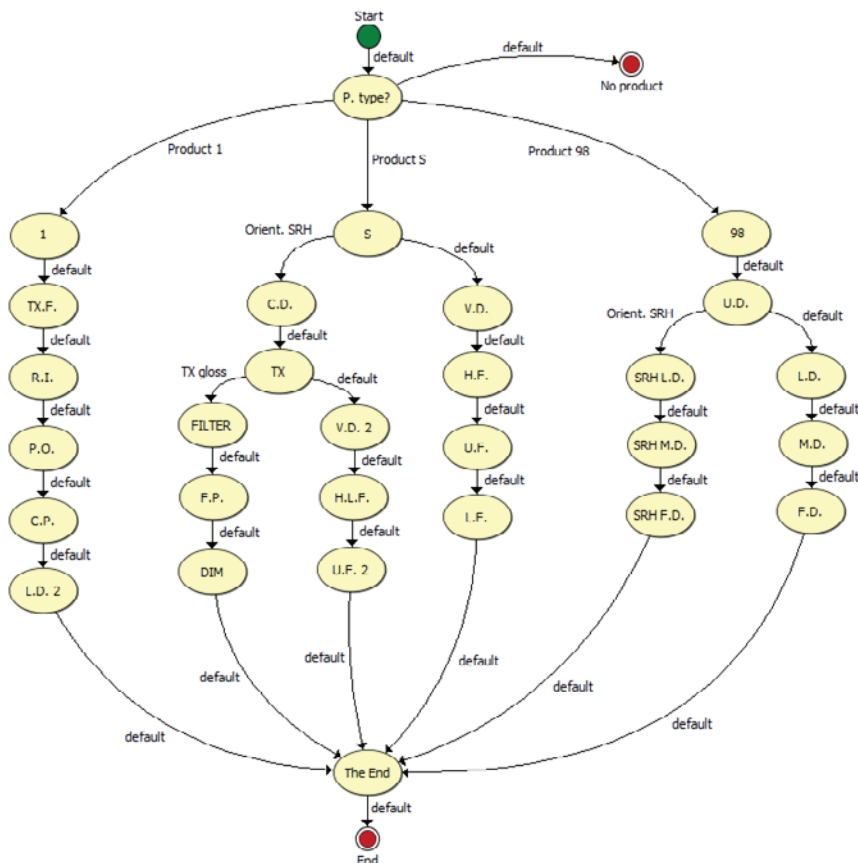 Start
default
default
P. type?
No product
Product 1
Product S
Product 98
1
Orient. SRH
S
default
98
default
default
TX.F.
C.D.
V.D.
U.D.
default
default
default
Orient. SRH
default
R.I.
TX gloss
TX
default
H.F.
SRH L.D.
L.D.
default
default
default
default
P.O.
FILTER
V.D. 2
U.F.
SRH M.D.
M.D.
default
default
default
default
default
default
C.P.
F.P.
H.L.F.
SRH F.D.
F.D.
default
default
default
L.D. 2
DIM
U.F. 2
default
default
default
default
default
default
The End
default
End